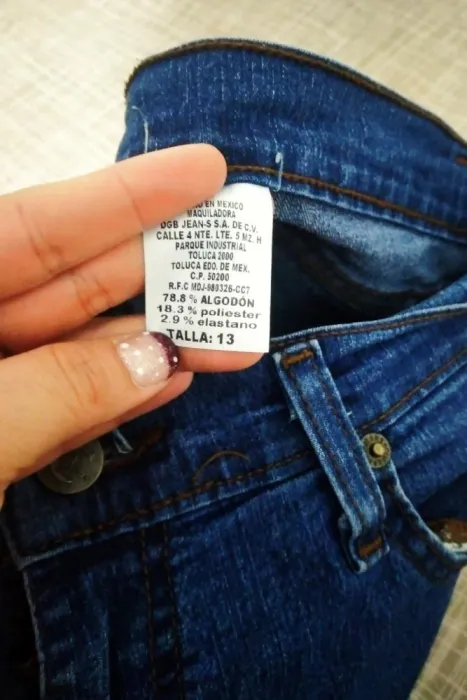 EN MEXICO
MAQUILADORA
DGB JEAN-S S.A. DE C.V.
CALLE 4 NTE. LTE. 5 MZ. H
PARQUE INDUSTRIAL
TOLUCA 2000
TOLUCA EDO. DE MEX.
C.P. 50200
R.F.C MDJ-980326-CC7
78.8 % ALGODÓN
18.3 % poliester
2.9 % elastano
TALLA: 13